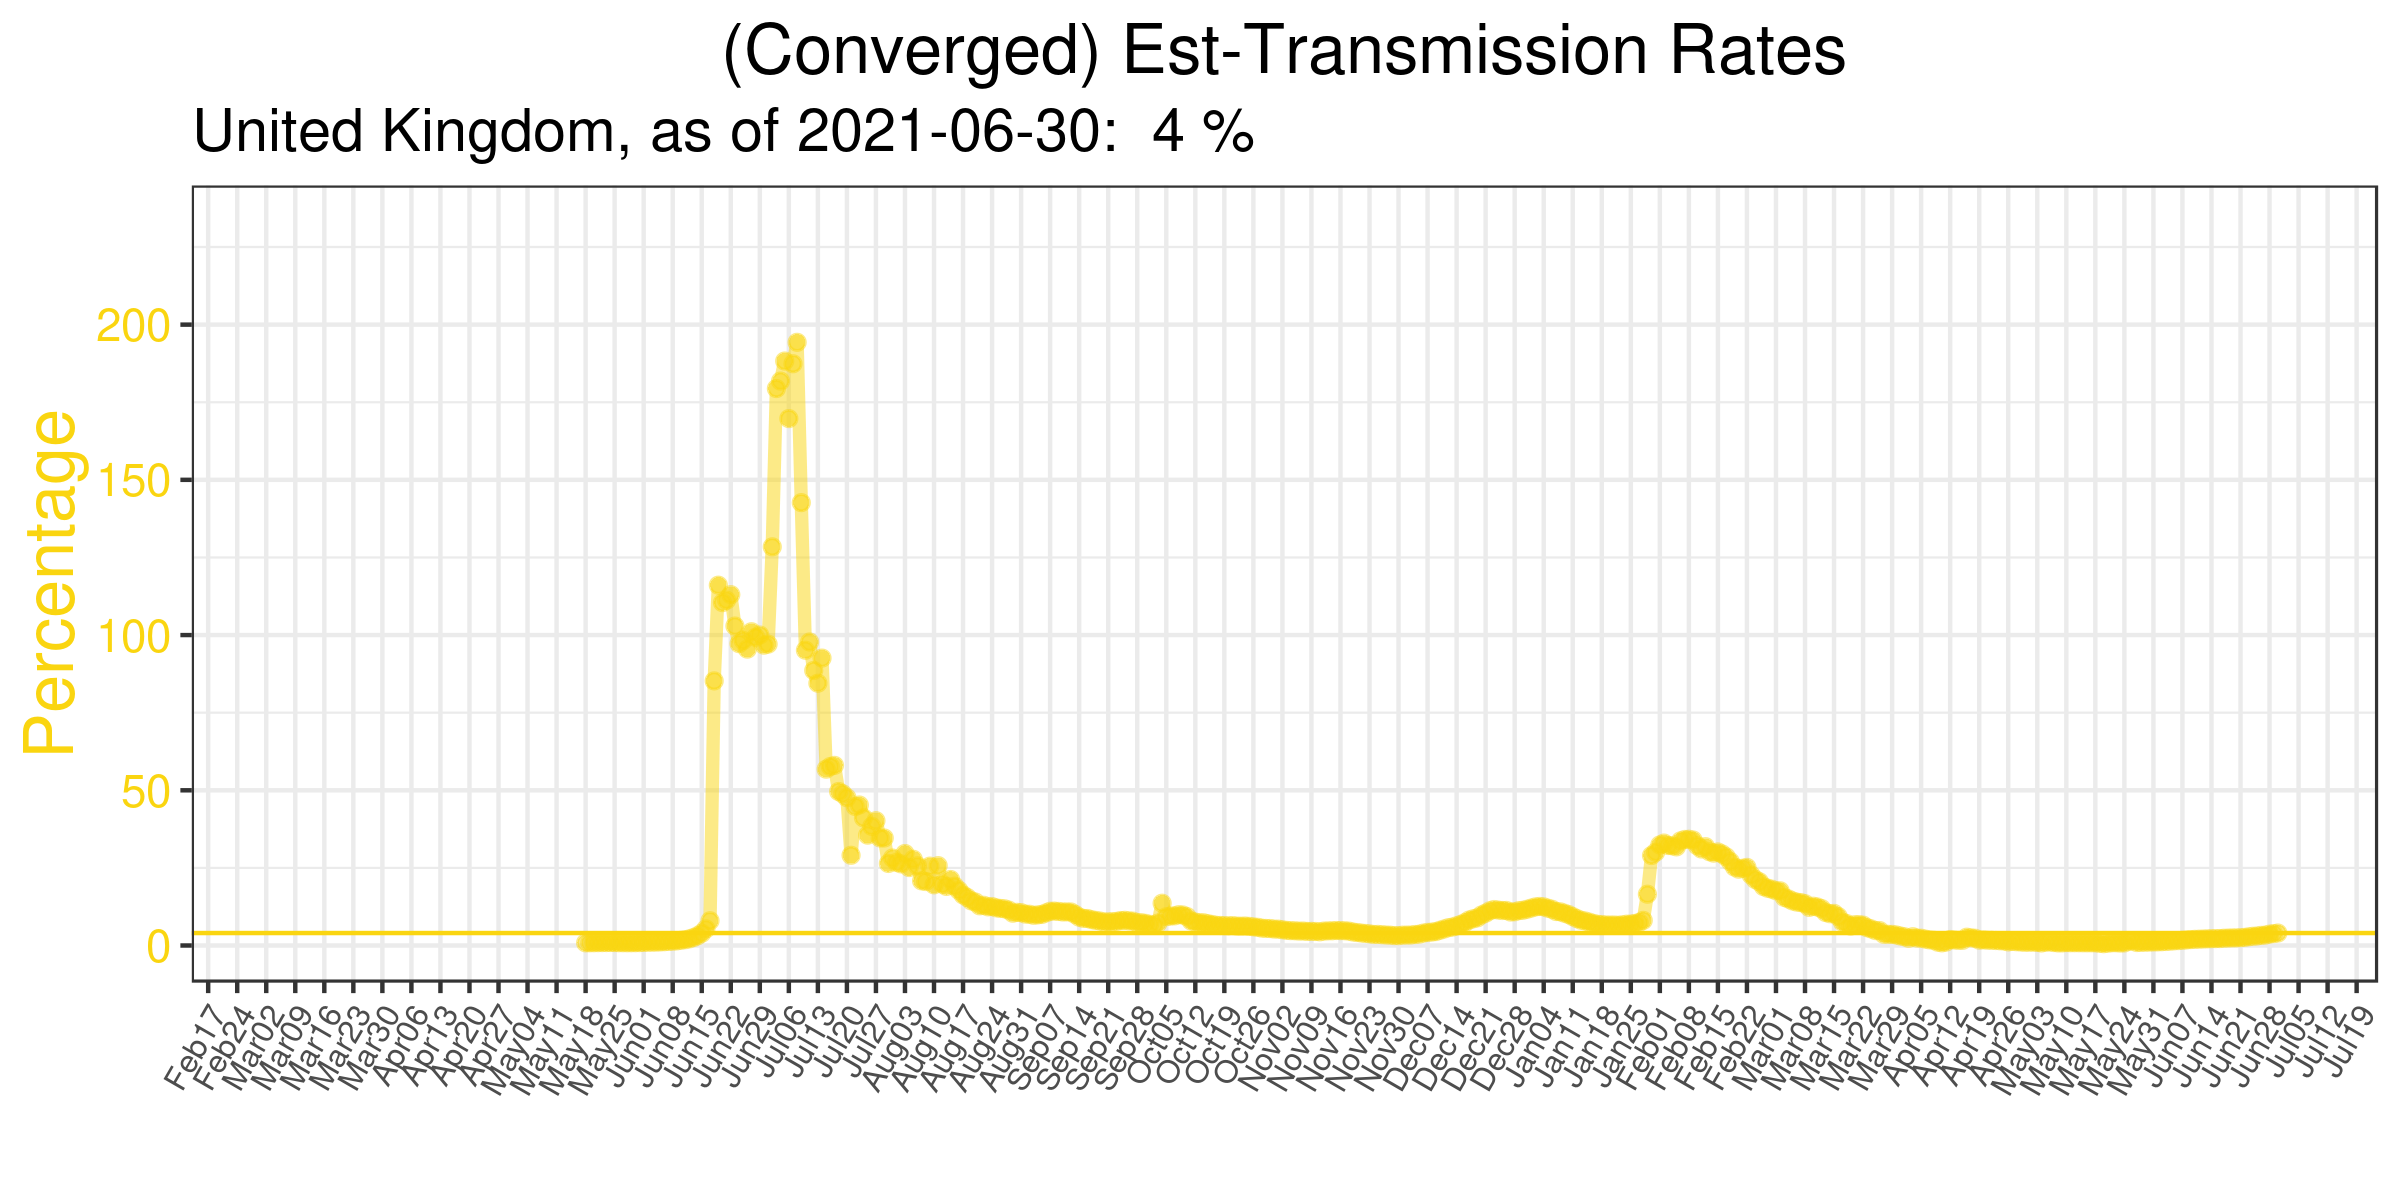 (Converged) Est-Transmission Rates
United Kingdom, as of 2021-06-30:  4 %
Percentage
200
150
100
50
0
Feb17
Feb24
Mar02
Mar09
Mar16
Mar23
Mar30
Apr06
Apr13
Apr20
Apr27
May04
May11
May18
May25
Jun01
Jun08
Jun15
Jun22
Jun29
Jul06
Jul13
Jul20
Jul27
Aug03
Aug10
Aug17
Aug24
Aug31
Sep07
Sep14
Sep21
Sep28
Oct05
Oct12
Oct19
Oct26
Nov02
Nov09
Nov16
Nov23
Nov30
Dec07
Dec14
Dec21
Dec28
Jan04
Jan11
Jan18
Jan25
Feb01
Feb08
Feb15
Feb22
Mar01
Mar08
Mar15
Mar22
Mar29
Apr05
Apr12
Apr19
Apr26
May03
May10
May17
May24
May31
Jun07
Jun14
Jun21
Jun28
Jul05
Jul12
Jul19